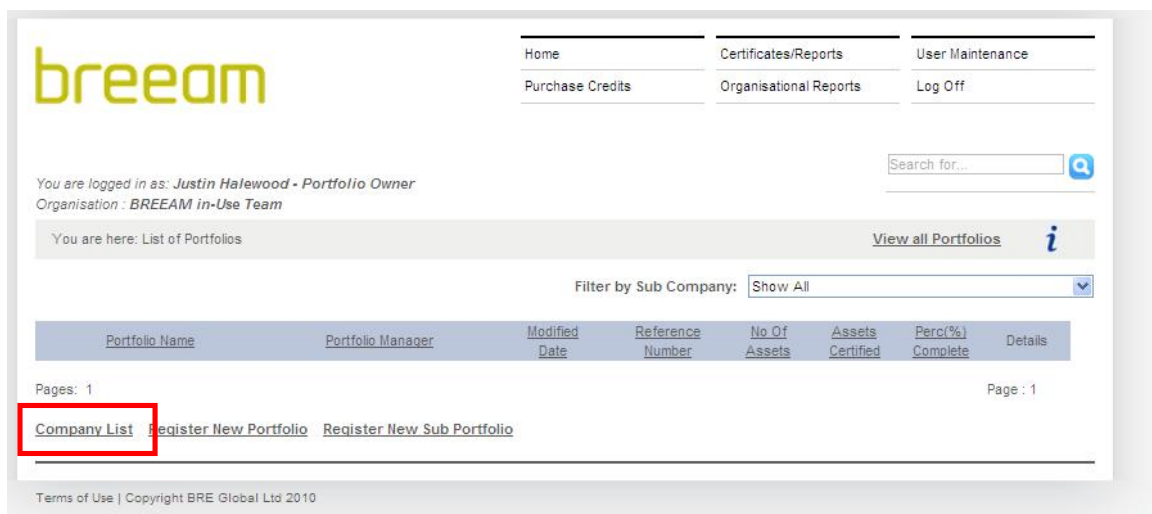 breeam
Home Certificates/Reports User Maintenance
Purchase Credits Organisational Reports Log Off
Search for...
You are logged in as: Justin Halewood - Portfolio Owner
Organisation : BREEAM in-Use Team
You are here: List of Portfolios View all Portfolios i
Filter by Sub Company: Show All
Portfolio Name Portfolio Manager Modified Date Reference Number No Of Assets Assets Certified Perc(%) Complete Details
Pages: 1 Page : 1
Company List Register New Portfolio Register New Sub Portfolio
Terms of Use | Copyright BRE Global Ltd 2010